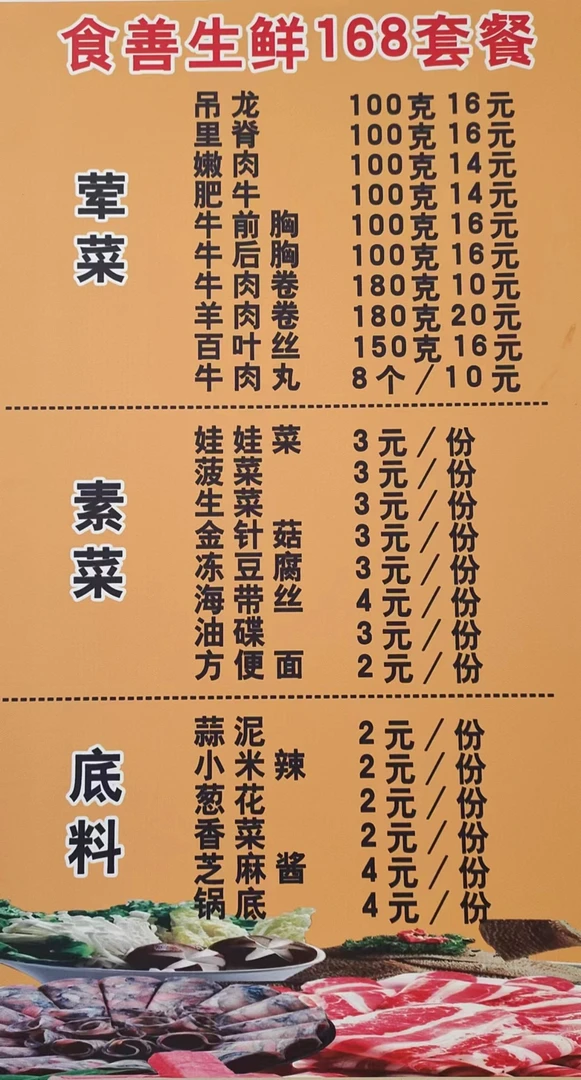 食善生鲜168套餐
荤菜
吊龙 100克 16元
里脊 100克 16元
嫩肉 100克 14元
肥牛 100克 14元
牛前胸 100克 16元
牛后胸 100克 16元
牛肉卷 180克 10元
羊肉卷 180克 20元
百叶丝 150克 16元
牛肉丸 8个/10元
素菜
娃娃菜 3元/份
菠菜 3元/份
生菜 3元/份
金针菇 3元/份
冻豆腐 3元/份
海带丝 4元/份
油碟 3元/份
方便面 2元/份
底料
蒜泥 2元/份
小米辣 2元/份
葱花 2元/份
香菜 2元/份
芝麻酱 4元/份
锅底 4元/份